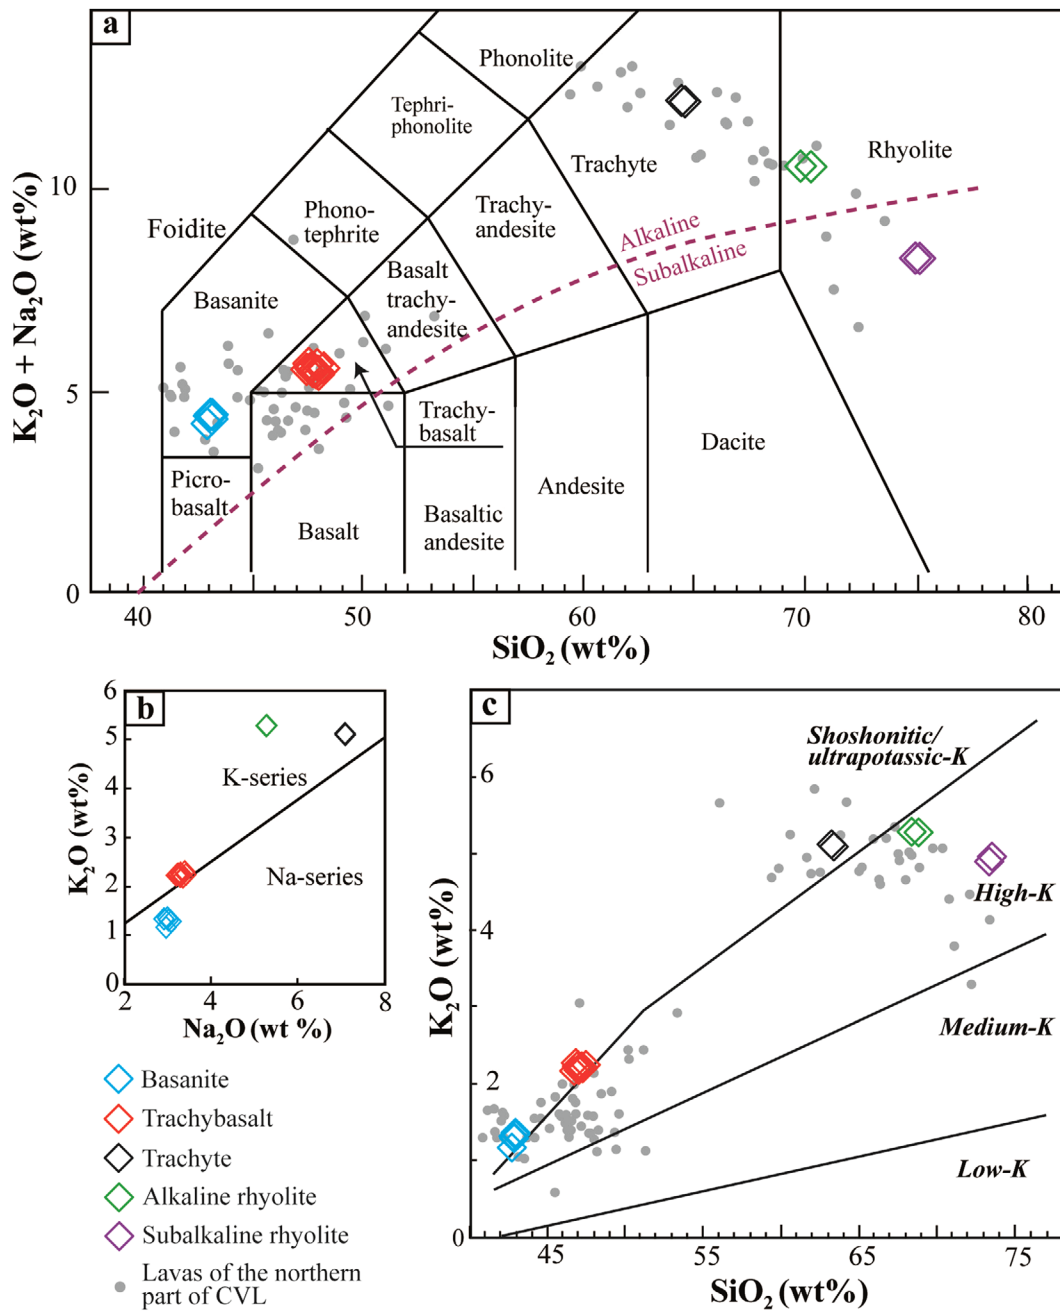 a
K₂O + Na₂O (wt%)
10
5
0
Foidite
Phonolite
Tephri-
phonolite
Phono-
tephrite
Basanite
Trachy-
andesite
Basalt
trachy-
andesite
Trachyte
Rhyolite
Alkaline
Subalkaline
Picro-
basalt
Basalt
Trachy-
basalt
Basaltic
andesite
Andesite
Dacite
40
50
60
70
80
SiO₂ (wt%)
b
K₂O (wt%)
6
5
4
3
2
1
0
K-series
Na-series
2
4
6
8
Na₂O (wt %)
c
K₂O (wt%)
6
4
2
0
Shoshonitic/
ultrapotassic-K
High-K
Medium-K
Low-K
45
55
65
75
SiO₂ (wt%)
Basanite
Trachybasalt
Trachyte
Alkaline rhyolite
Subalkaline rhyolite
Lavas of the northern
part of CVL